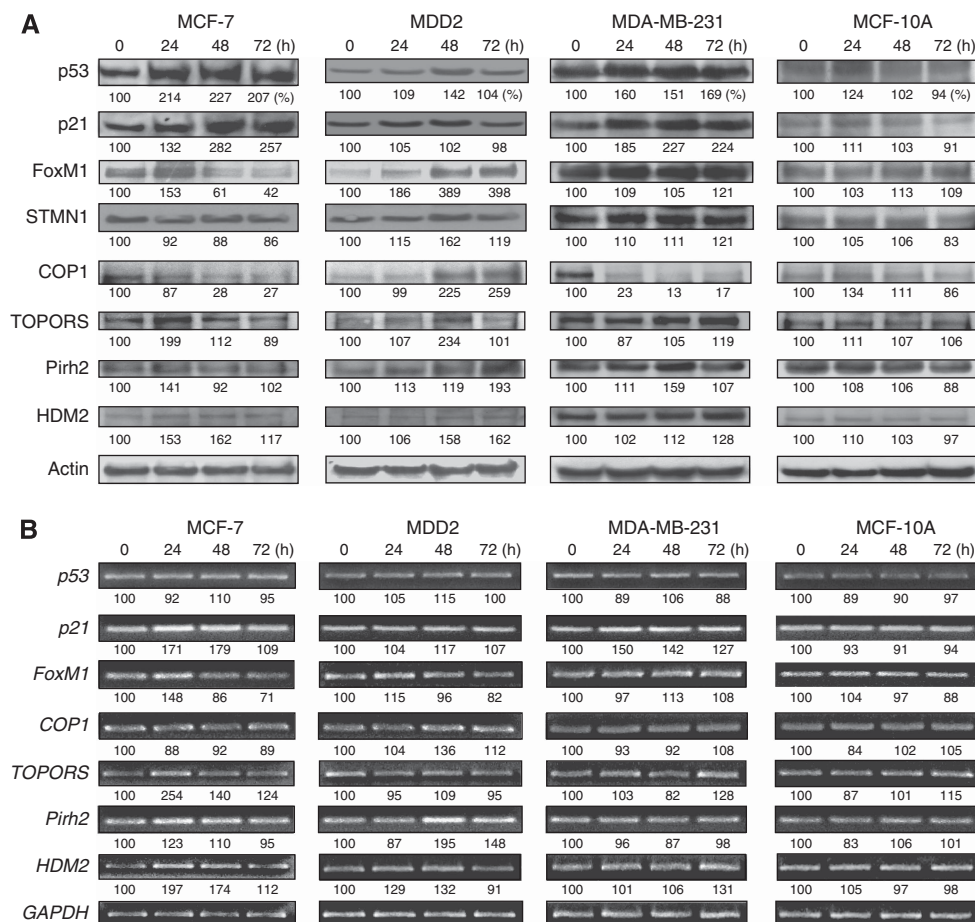 A
MCF-7 MDD2 MDA-MB-231 MCF-10A
0 24 48 72 (h) 0 24 48 72 (h) 0 24 48 72 (h) 0 24 48 72 (h)
p53
100 214 227 207 (%) 100 109 142 104 (%) 100 160 151 169 (%) 100 124 102 94 (%)
p21
100 132 282 257 100 105 102 98 100 185 227 224 100 111 103 91
FoxM1
100 153 61 42 100 186 389 398 100 109 105 121 100 103 113 109
STMN1
100 92 88 86 100 115 162 119 100 110 111 121 100 105 106 83
COP1
100 87 28 27 100 99 225 259 100 23 13 17 100 134 111 86
TOPORS
100 199 112 89 100 107 234 101 100 87 105 119 100 111 107 106
Pirh2
100 141 92 102 100 113 119 193 100 111 159 107 100 108 106 88
HDM2
100 153 162 117 100 106 158 162 100 102 112 128 100 110 103 97
Actin
B
MCF-7 MDD2 MDA-MB-231 MCF-10A
0 24 48 72 (h) 0 24 48 72 (h) 0 24 48 72 (h) 0 24 48 72 (h)
p53
100 92 110 95 100 105 115 100 100 89 106 88 100 89 90 97
p21
100 171 179 109 100 104 117 107 100 150 142 127 100 93 91 94
FoxM1
100 148 86 71 100 115 96 82 100 97 113 108 100 104 97 88
COP1
100 88 92 89 100 104 136 112 100 93 92 108 100 84 102 105
TOPORS
100 254 140 124 100 95 109 95 100 103 82 128 100 87 101 115
Pirh2
100 123 110 95 100 87 195 148 100 96 87 98 100 83 106 101
HDM2
100 197 174 112 100 129 132 91 100 101 106 131 100 105 97 98
GAPDH